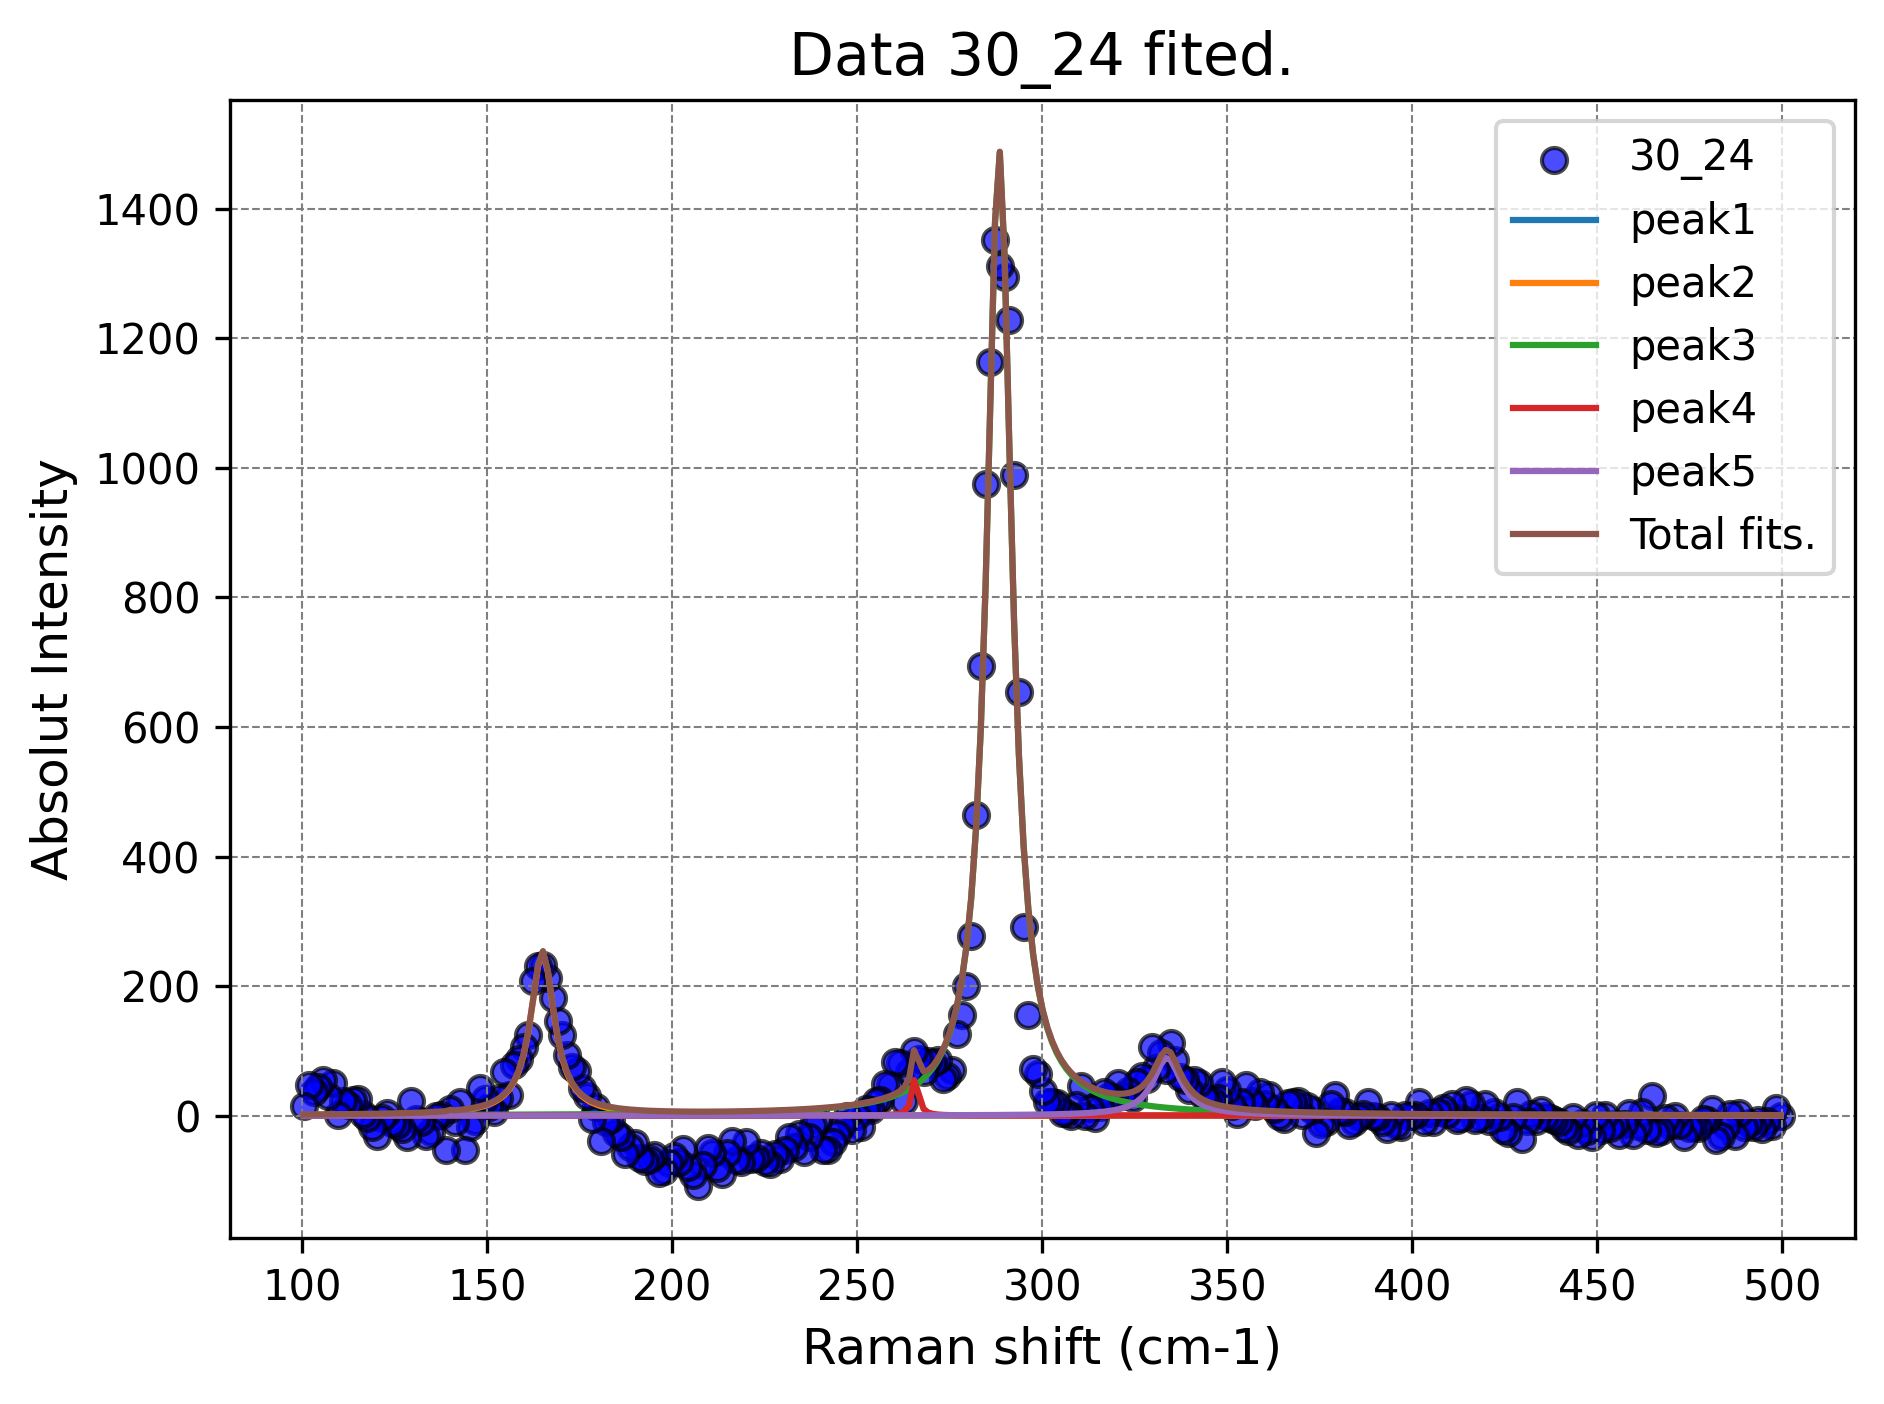 Data 30_24 fited.
30_24
peak1
peak2
peak3
peak4
peak5
Total fits.
Absolut Intensity
1400
1200
1000
800
600
400
200
0
100 150 200 250 300 350 400 450 500
Raman shift (cm-1)